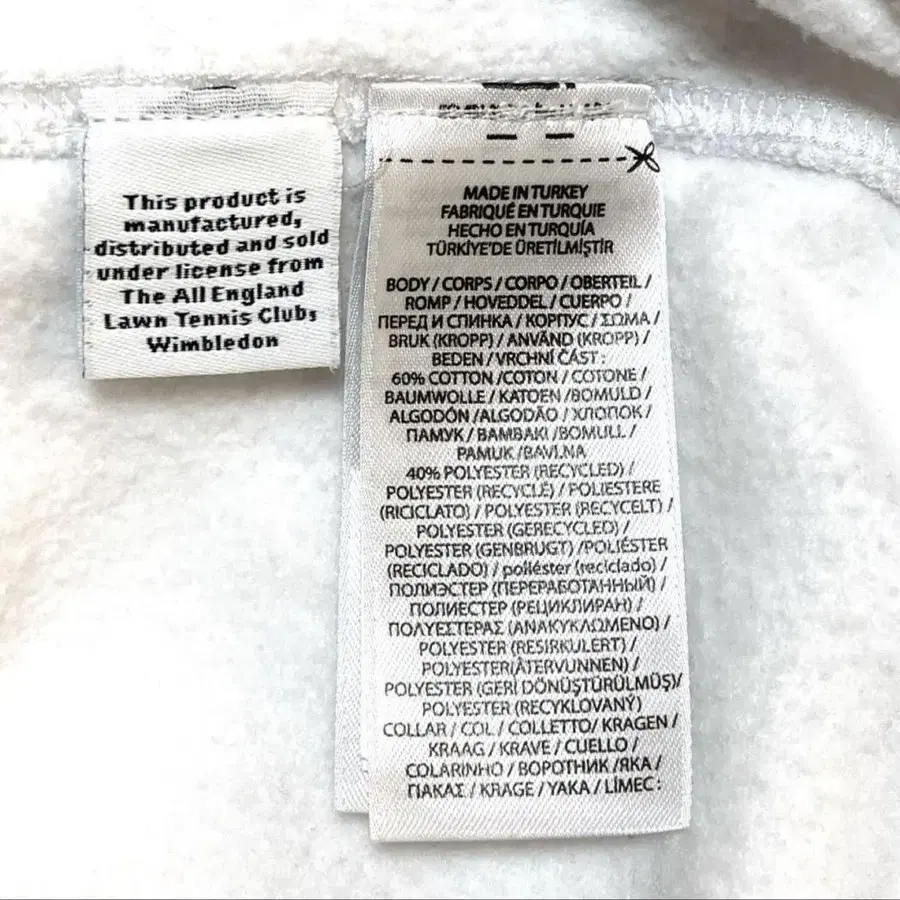 This product is
manufactured,
distributed and sold
under license from
The All England
Lawn Tennis Club,
Wimbledon
MADE IN TURKEY
FABRIQUÉ EN TURQUIE
HECHO EN TURQUÍA
TÜRKİYE'DE ÜRETİLMİŞTİR
BODY / CORPS / CORPO / OBERTEIL /
ROMP / HOVEDDEL / CUERPO /
ПЕРЕД И СПИНКА / КОРПУС / ΣΩΜΑ /
BRUK (KROPP) / ANVÄND (KROPP) /
BEDEN / VRCHNÍ ČÁST :
60% COTTON /COTON / COTONE /
BAUMWOLLE / KATOEN /BOMULD /
ALGODÓN /ALGODÃO / ХЛОПОК /
ПАМУК / ΒΑΜΒΑΚΙ /BOMULL /
PAMUK /BAVLNA
40% POLYESTER (RECYCLED) /
POLYESTER (RECYCLÉ) / POLIESTERE
(RICICLATO) / POLYESTER (RECYCELT) /
POLYESTER (GERECYCLED) /
POLYESTER (GENBRUGT) /POLIÉSTER
(RECICLADO) / poliéster (reciclado) /
ПОЛИЭСТЕР (ПЕРЕРАБОТАННЫЙ) /
ПОЛИЕСТЕР (РЕЦИКЛИРАН) /
ΠΟΛΥΕΣΤΕΡΑΣ (ΑΝΑΚΥΚΛΩΜΕΝΟ) /
POLYESTER (RESIRKULERT) /
POLYESTER(ÅTERVUNNEN) /
POLYESTER (GERİ DÖNÜŞTÜRÜLMÜŞ)/
POLYESTER (RECYKLOVANÝ)
COLLAR / COL / COLLETTO/ KRAGEN /
KRAAG / KRAVE / CUELLO /
COLARINHO / ВОРОТНИК /ЯКА /
ΓΙΑΚΑΣ / KRAGE / YAKA / LÍMEC :